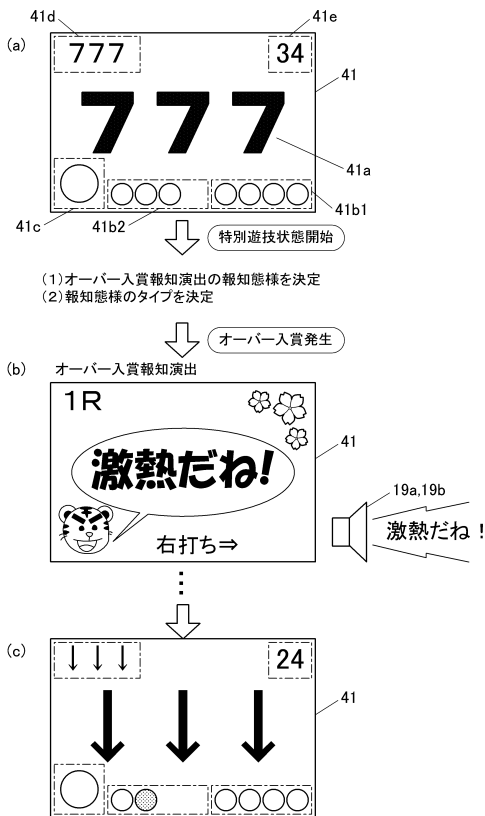 41d
41e
(a)
777
34
41
777
41a
41c
41b2
41b1
特別遊技状態開始
(1)オーバー入賞報知演出の報知態様を決定
(2)報知態様のタイプを決定
オーバー入賞発生
(b)
オーバー入賞報知演出
1R
激熱だね!
右打ち⇒
41
19a,19b
激熱だね!
(c)
↓↓↓
24
↓↓↓
41